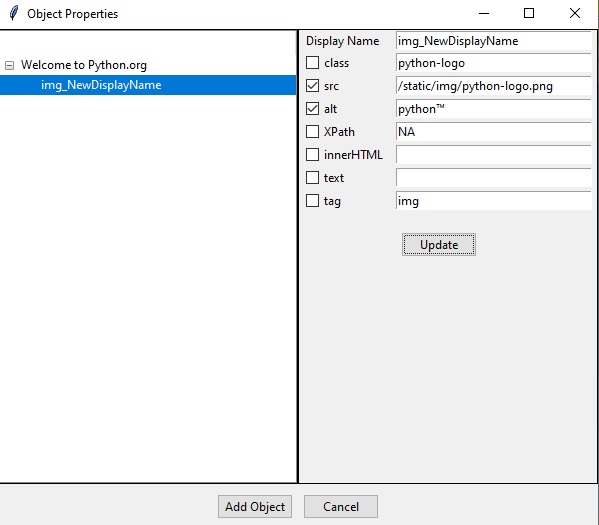 Object Properties
Welcome to Python.org
img_NewDisplayName
Display Name img_NewDisplayName
class python-logo
src /static/img/python-logo.png
alt python™
XPath NA
innerHTML
text
tag img
Update
Add Object Cancel